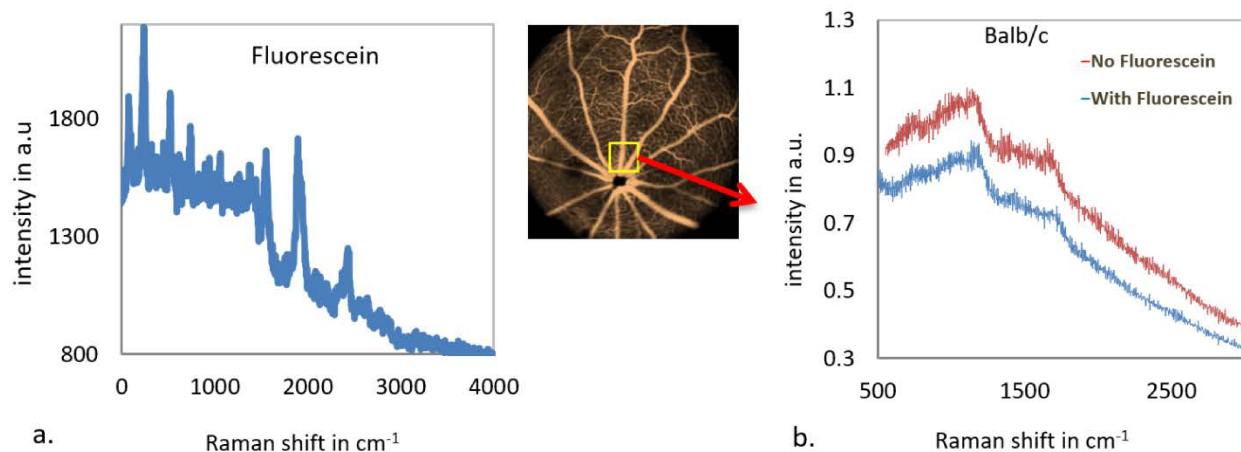 Fluorescein
intensity in a.u
1800
1300
800
0 1000 2000 3000 4000
Raman shift in cm-1
a.
Balb/c
No Fluorescein
With Fluorescein
intensity in a.u.
1.3
1.1
0.9
0.7
0.5
0.3
500 1500 2500
Raman shift in cm-1
b.